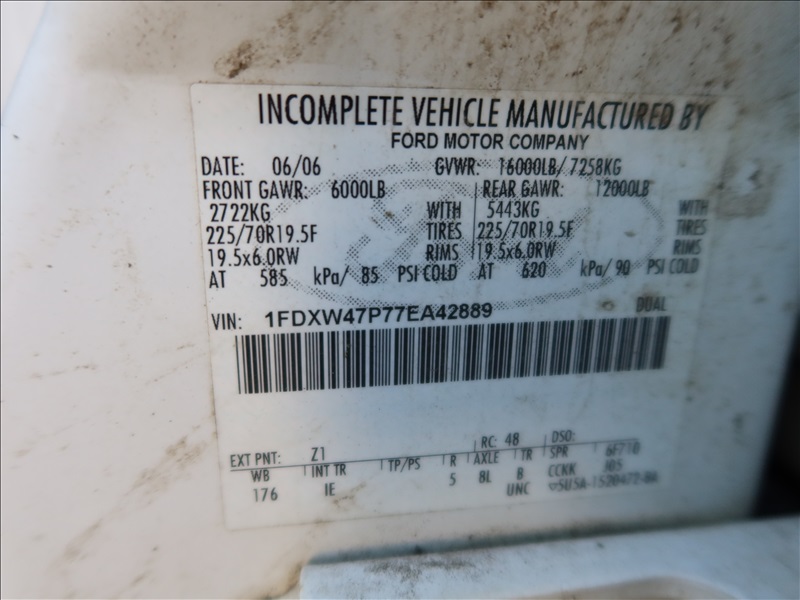 INCOMPLETE VEHICLE MANUFACTURED BY
FORD MOTOR COMPANY
DATE: 06/06 GVWR: 16000LB/ 7258KG
FRONT GAWR: 6000LB REAR GAWR: 12000LB
2722KG WITH 5443KG WITH
225/70R19.5F TIRES 225/70R19.5F TIRES
19.5x6.0RW RIMS 19.5x6.0RW RIMS
AT 585 kPa/ 85 PSI COLD AT 620 kPa/ 90 PSI COLD
VIN: 1FDXW47P77EA42889 DUAL
EXT PNT: Z1 RC: 48 DSO:
WB INT TR TP/PS R AXLE TR SPR 6F710
176 IE 5 8L B CCNK J05
UNC